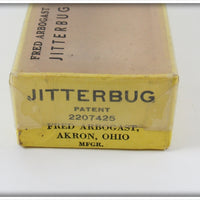 FRED ARBOGAST
JITTERBUG
JITTERBUG
PATENT
2207425
FRED ARBOGAST,
AKRON, OHIO
MFGR.